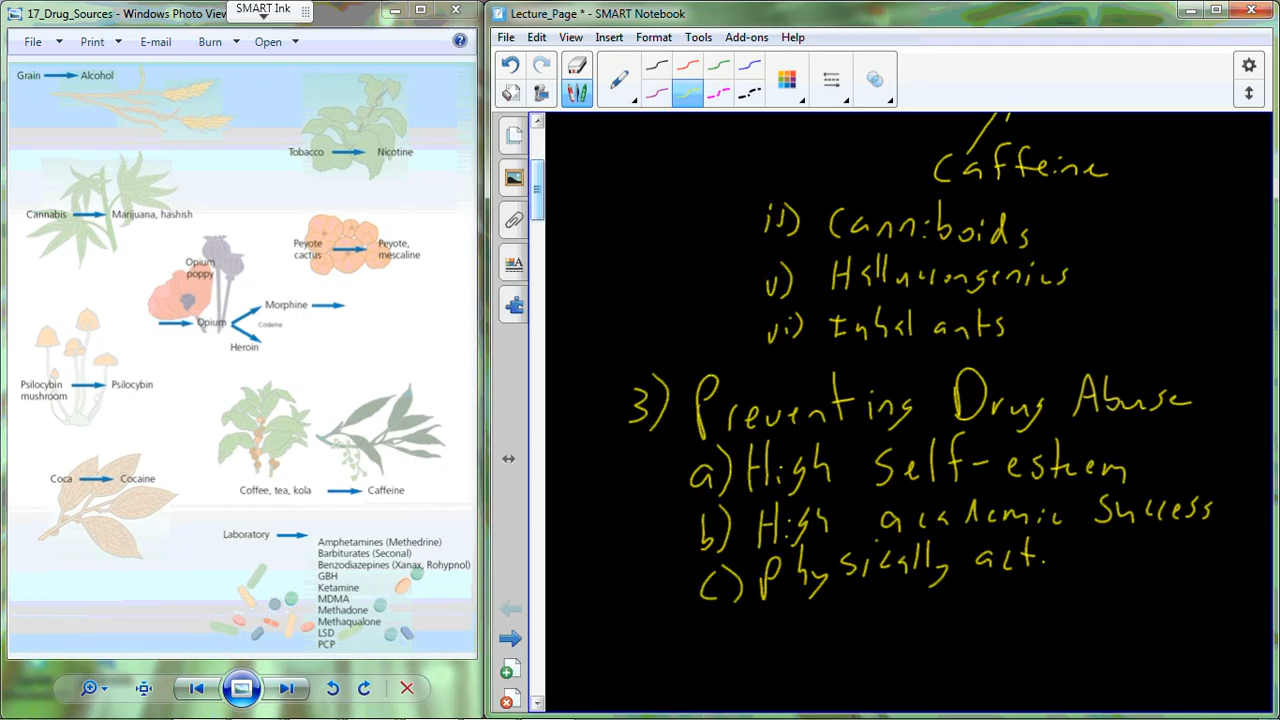 17_Drug_Sources - Windows Photo View
SMART Ink
File Print E-mail Burn Open
Grain Alcohol
Tobacco Nicotine
Cannabis Marijuana, hashish
Peyote cactus Peyote, mescaline
Opium poppy
Opium
Morphine
Codeine
Heroin
Psilocybin mushroom Psilocybin
Coca Cocaine
Coffee, tea, kola Caffeine
Laboratory
Amphetamines (Methedrine)
Barbiturates (Seconal)
Benzodiazepines (Xanax, Rohypnol)
GBH
Ketamine
MDMA
Methadone
Methaqualone
LSD
PCP
Lecture_Page * - SMART Notebook
File Edit View Insert Format Tools Add-ons Help
Caffeine
iv) Canniboids
v) Hallucongenics
vi) Inhalants
3) Preventing Drug Abuse
a) High Self-esteem
b) High academic success
c) Physically act.